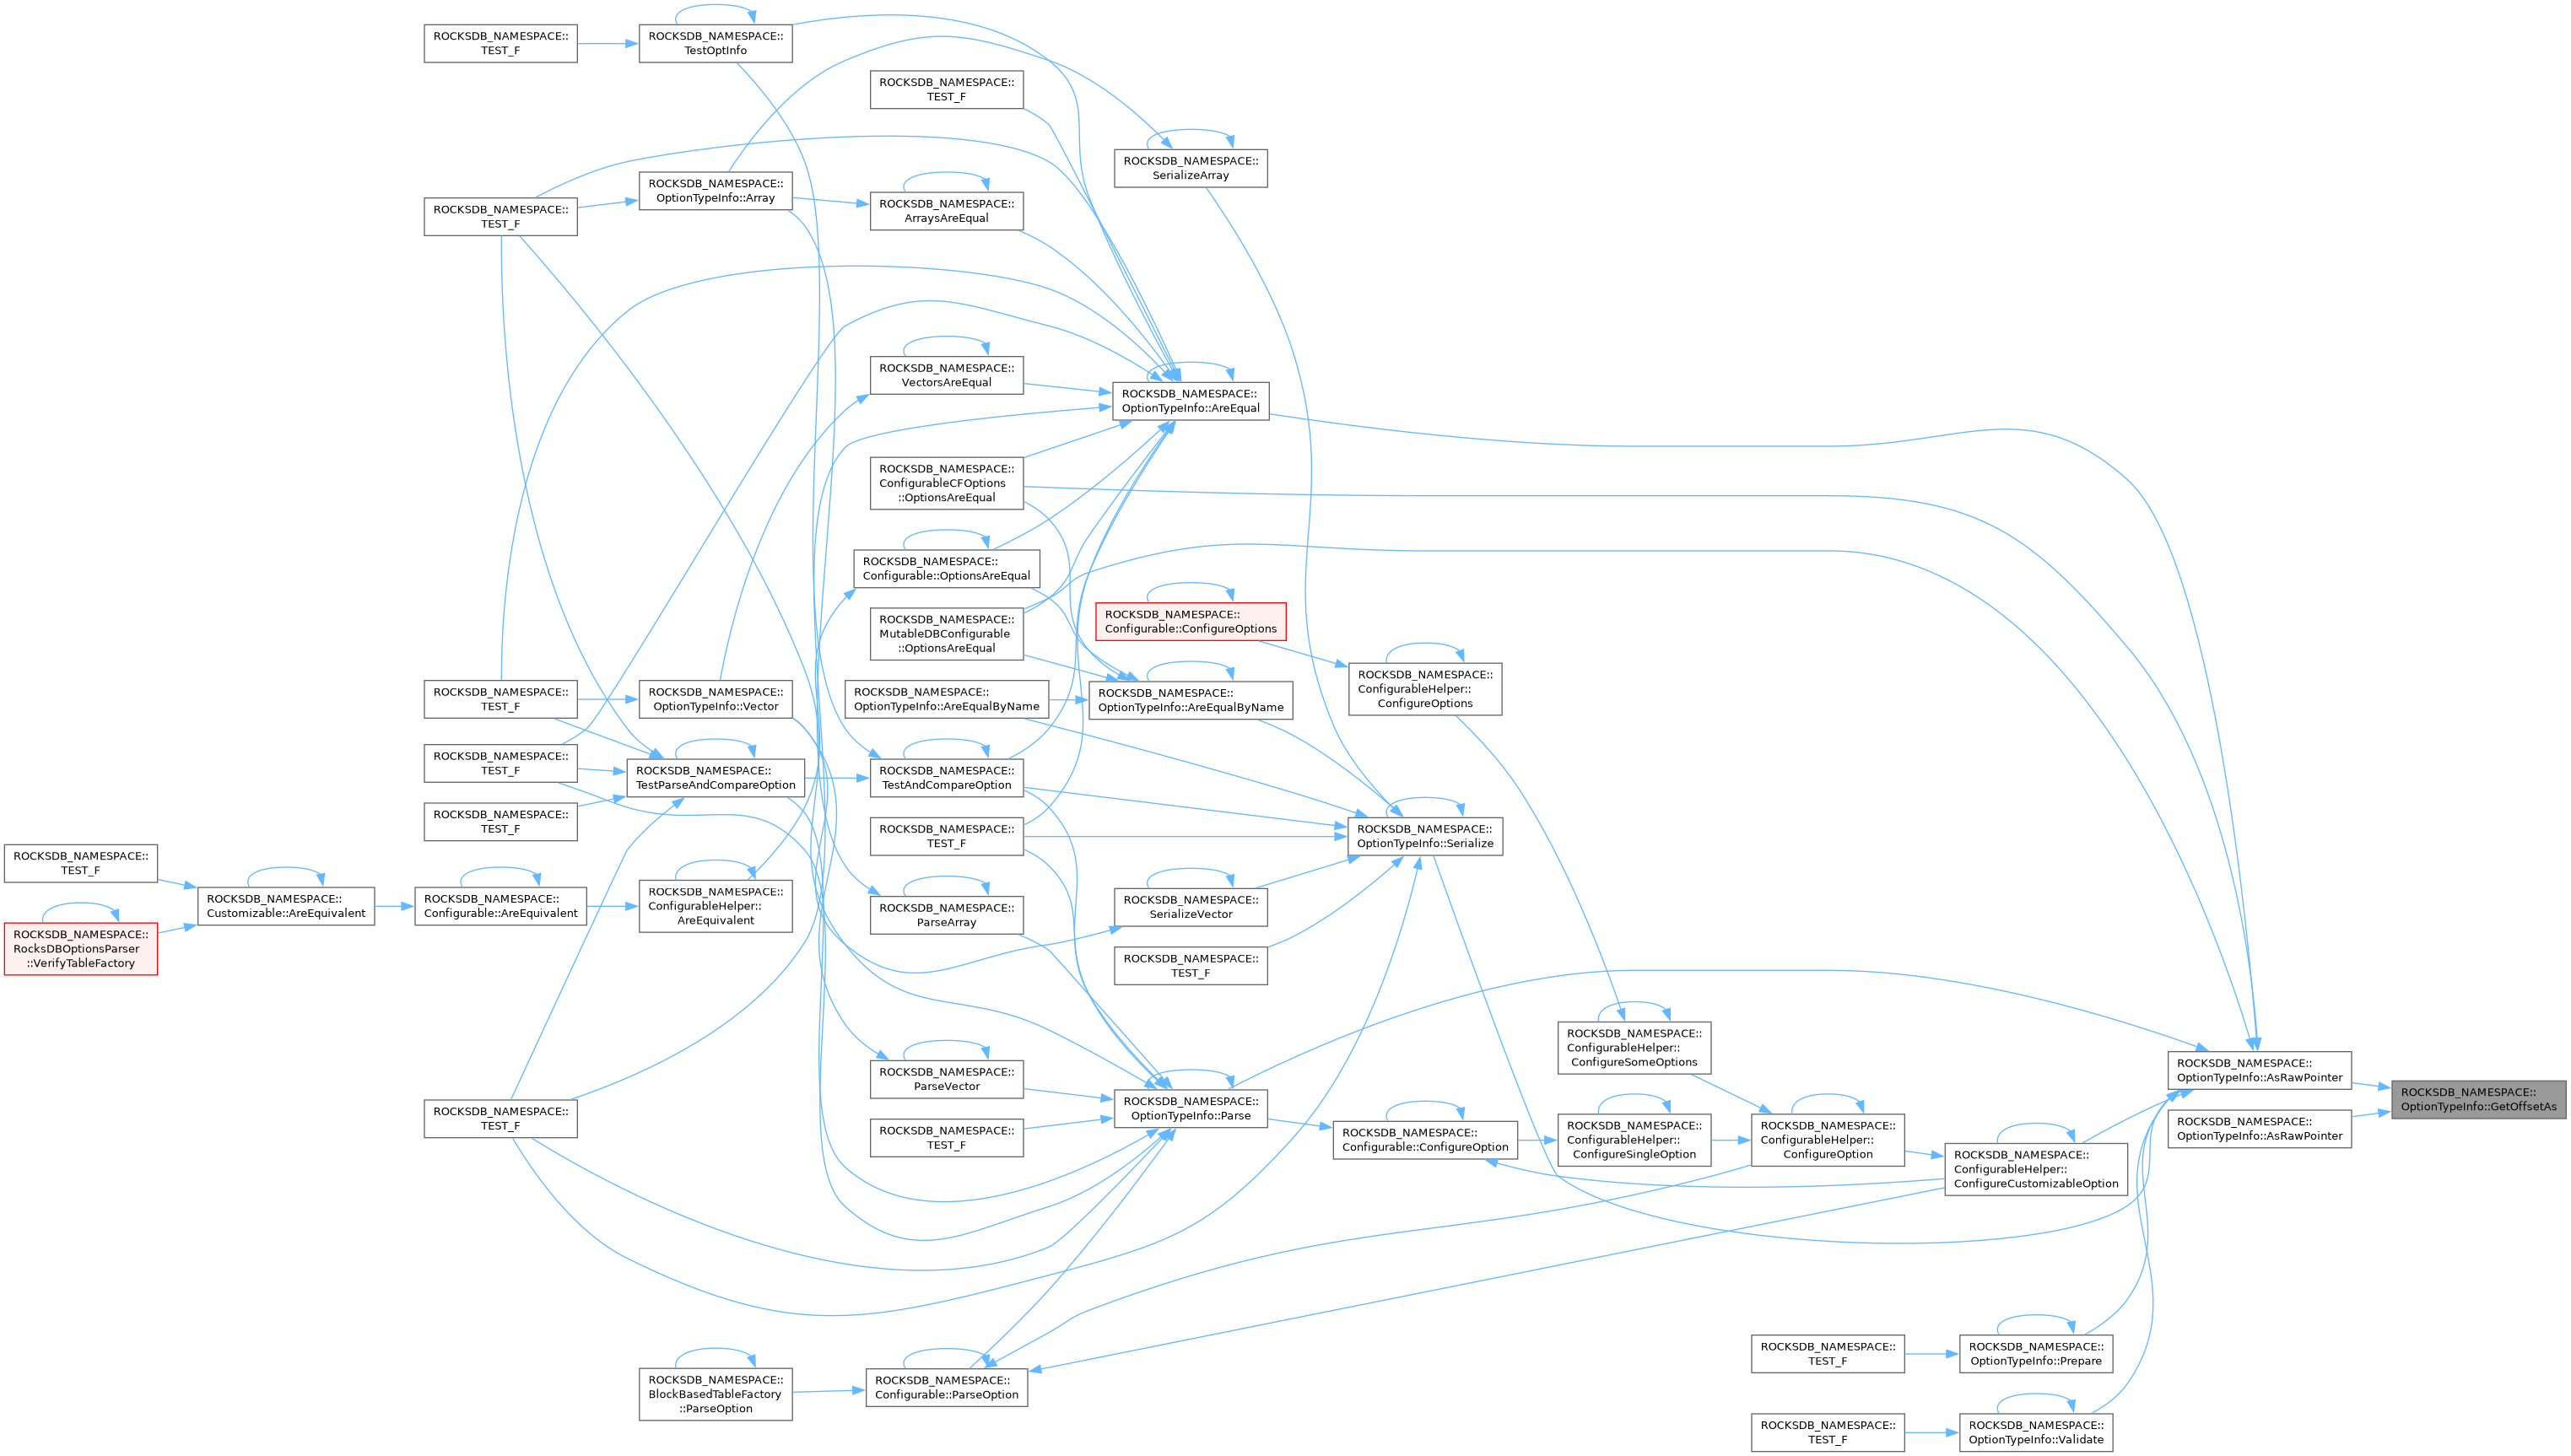 ROCKSDB_NAMESPACE::
TEST_F
ROCKSDB_NAMESPACE::
TestOptInfo
ROCKSDB_NAMESPACE::
TEST_F
ROCKSDB_NAMESPACE::
SerializeArray
ROCKSDB_NAMESPACE::
TEST_F
ROCKSDB_NAMESPACE::
OptionTypeInfo::Array
ROCKSDB_NAMESPACE::
ArraysAreEqual
ROCKSDB_NAMESPACE::
VectorsAreEqual
ROCKSDB_NAMESPACE::
OptionTypeInfo::AreEqual
ROCKSDB_NAMESPACE::
ConfigurableCFOptions
::OptionsAreEqual
ROCKSDB_NAMESPACE::
Configurable::OptionsAreEqual
ROCKSDB_NAMESPACE::
MutableDBConfigurable
::OptionsAreEqual
ROCKSDB_NAMESPACE::
Configurable::ConfigureOptions
ROCKSDB_NAMESPACE::
ConfigurableHelper::
ConfigureOptions
ROCKSDB_NAMESPACE::
TEST_F
ROCKSDB_NAMESPACE::
OptionTypeInfo::Vector
ROCKSDB_NAMESPACE::
OptionTypeInfo::AreEqualByName
ROCKSDB_NAMESPACE::
OptionTypeInfo::AreEqualByName
ROCKSDB_NAMESPACE::
TEST_F
ROCKSDB_NAMESPACE::
TestParseAndCompareOption
ROCKSDB_NAMESPACE::
TestAndCompareOption
ROCKSDB_NAMESPACE::
TEST_F
ROCKSDB_NAMESPACE::
TEST_F
ROCKSDB_NAMESPACE::
OptionTypeInfo::Serialize
ROCKSDB_NAMESPACE::
TEST_F
ROCKSDB_NAMESPACE::
Customizable::AreEquivalent
ROCKSDB_NAMESPACE::
Configurable::AreEquivalent
ROCKSDB_NAMESPACE::
ConfigurableHelper::
AreEquivalent
ROCKSDB_NAMESPACE::
ParseArray
ROCKSDB_NAMESPACE::
SerializeVector
ROCKSDB_NAMESPACE::
RocksDBOptionsParser
::VerifyTableFactory
ROCKSDB_NAMESPACE::
TEST_F
ROCKSDB_NAMESPACE::
ConfigurableHelper::
ConfigureSomeOptions
ROCKSDB_NAMESPACE::
OptionTypeInfo::AsRawPointer
ROCKSDB_NAMESPACE::
ParseVector
ROCKSDB_NAMESPACE::
OptionTypeInfo::GetOffsetAs
ROCKSDB_NAMESPACE::
TEST_F
ROCKSDB_NAMESPACE::
OptionTypeInfo::Parse
ROCKSDB_NAMESPACE::
TEST_F
ROCKSDB_NAMESPACE::
Configurable::ConfigureOption
ROCKSDB_NAMESPACE::
ConfigurableHelper::
ConfigureSingleOption
ROCKSDB_NAMESPACE::
ConfigurableHelper::
ConfigureOption
ROCKSDB_NAMESPACE::
ConfigurableHelper::
ConfigureCustomizableOption
ROCKSDB_NAMESPACE::
OptionTypeInfo::AsRawPointer
ROCKSDB_NAMESPACE::
TEST_F
ROCKSDB_NAMESPACE::
OptionTypeInfo::Prepare
ROCKSDB_NAMESPACE::
BlockBasedTableFactory
::ParseOption
ROCKSDB_NAMESPACE::
Configurable::ParseOption
ROCKSDB_NAMESPACE::
TEST_F
ROCKSDB_NAMESPACE::
OptionTypeInfo::Validate